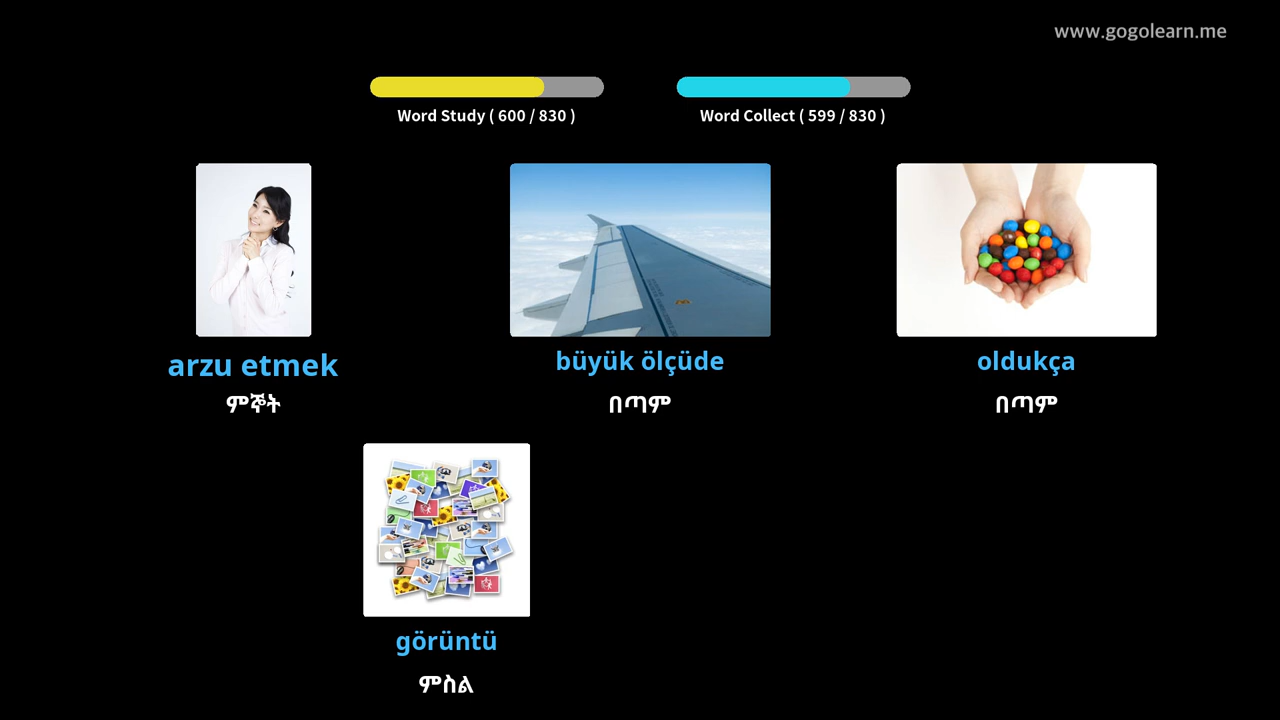 www.gogolearn.me
Word Study ( 600 / 830 )
Word Collect ( 599 / 830 )
arzu etmek
ምኞት
büyük ölçüde
በጣም
oldukça
በጣም
görüntü
ምስል